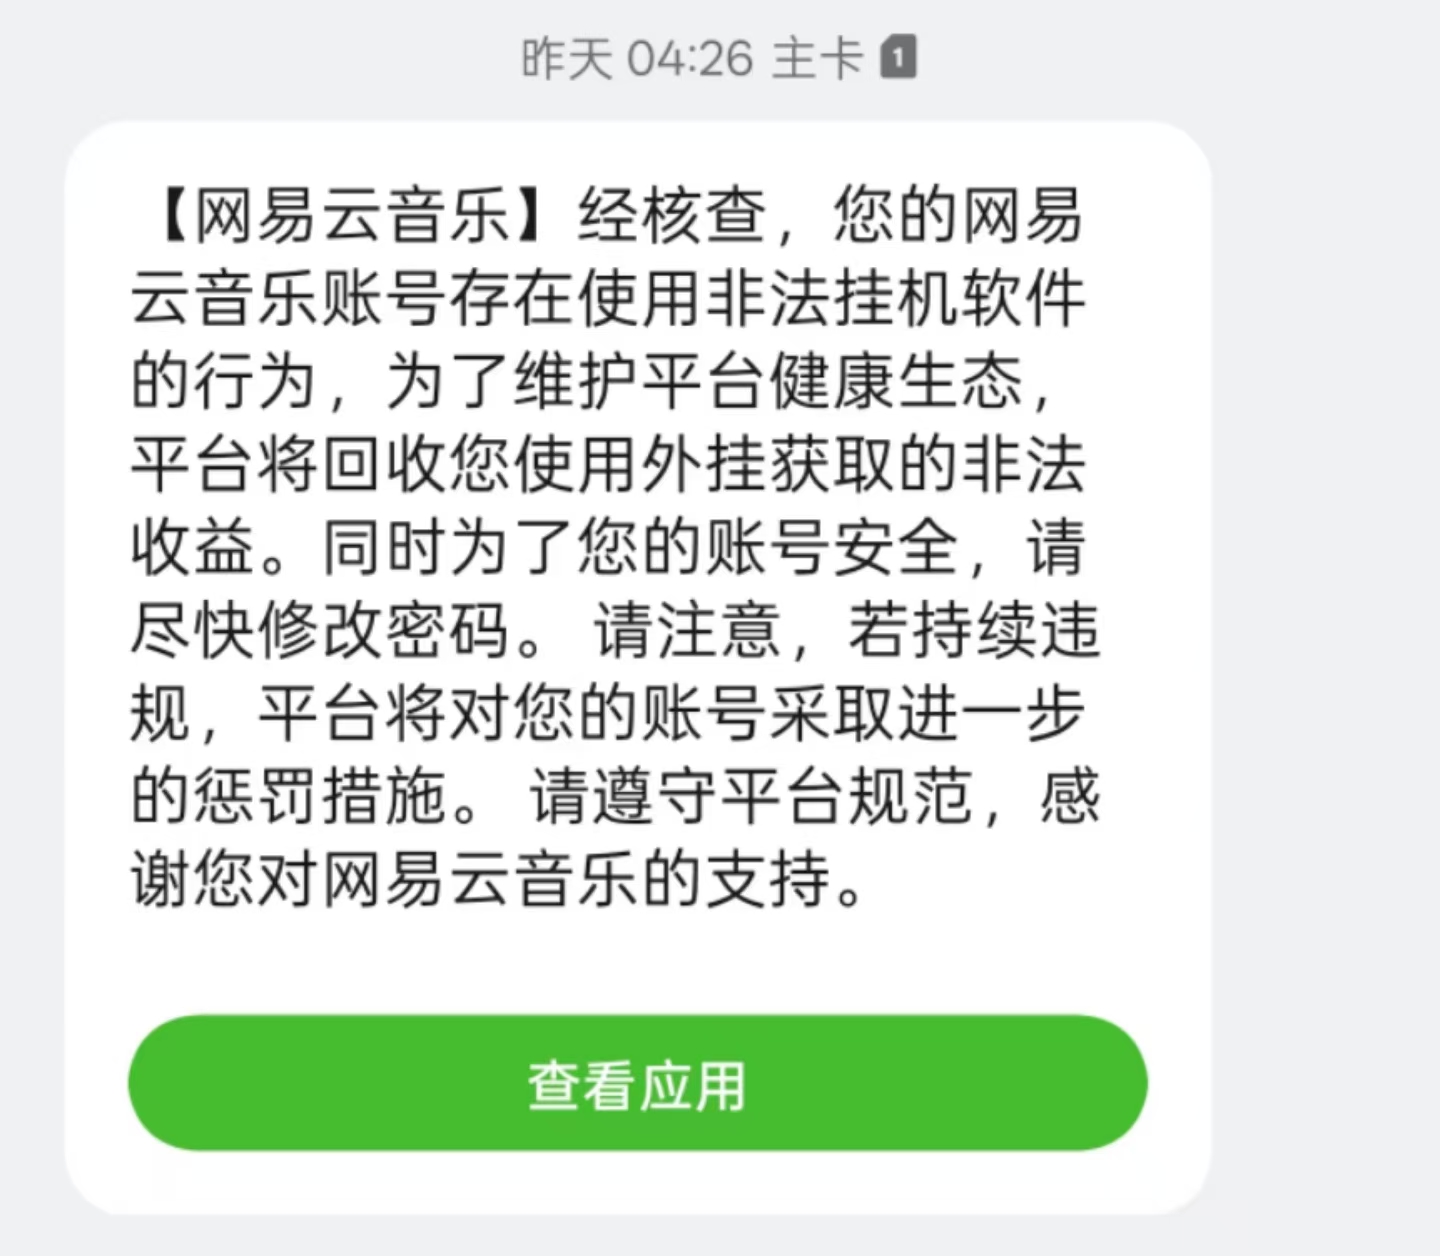 昨天 04:26 主卡 1
【网易云音乐】经核查，您的网易
云音乐账号存在使用非法挂机软件
的行为，为了维护平台健康生态，
平台将回收您使用外挂获取的非法
收益。同时为了您的账号安全，请
尽快修改密码。 请注意，若持续违
规，平台将对您的账号采取进一步
的惩罚措施。 请遵守平台规范，感
谢您对网易云音乐的支持。
查看应用